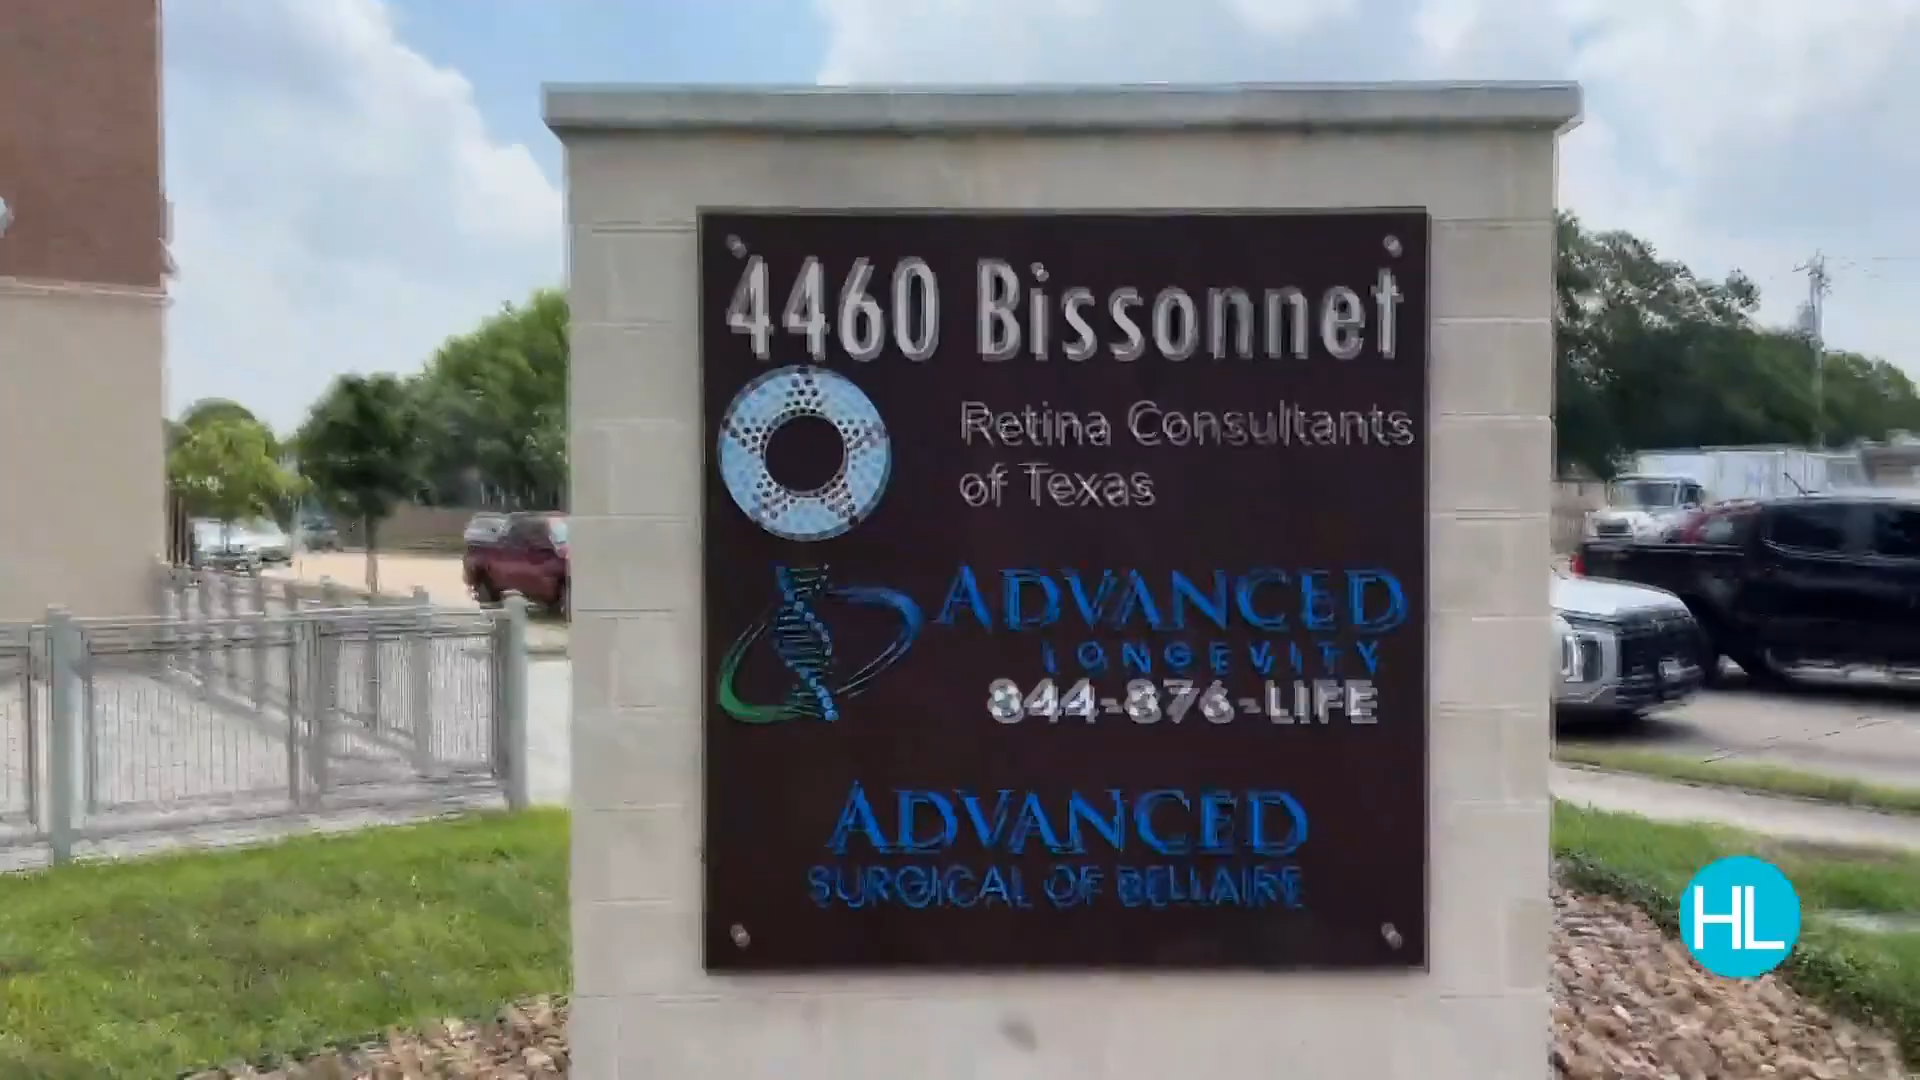 4460 Bissonnet
Retina Consultants
of Texas
ADVANCED
LONGEVITY
844-876-LIFE
ADVANCED
SURGICAL OF BELLAIRE
HL